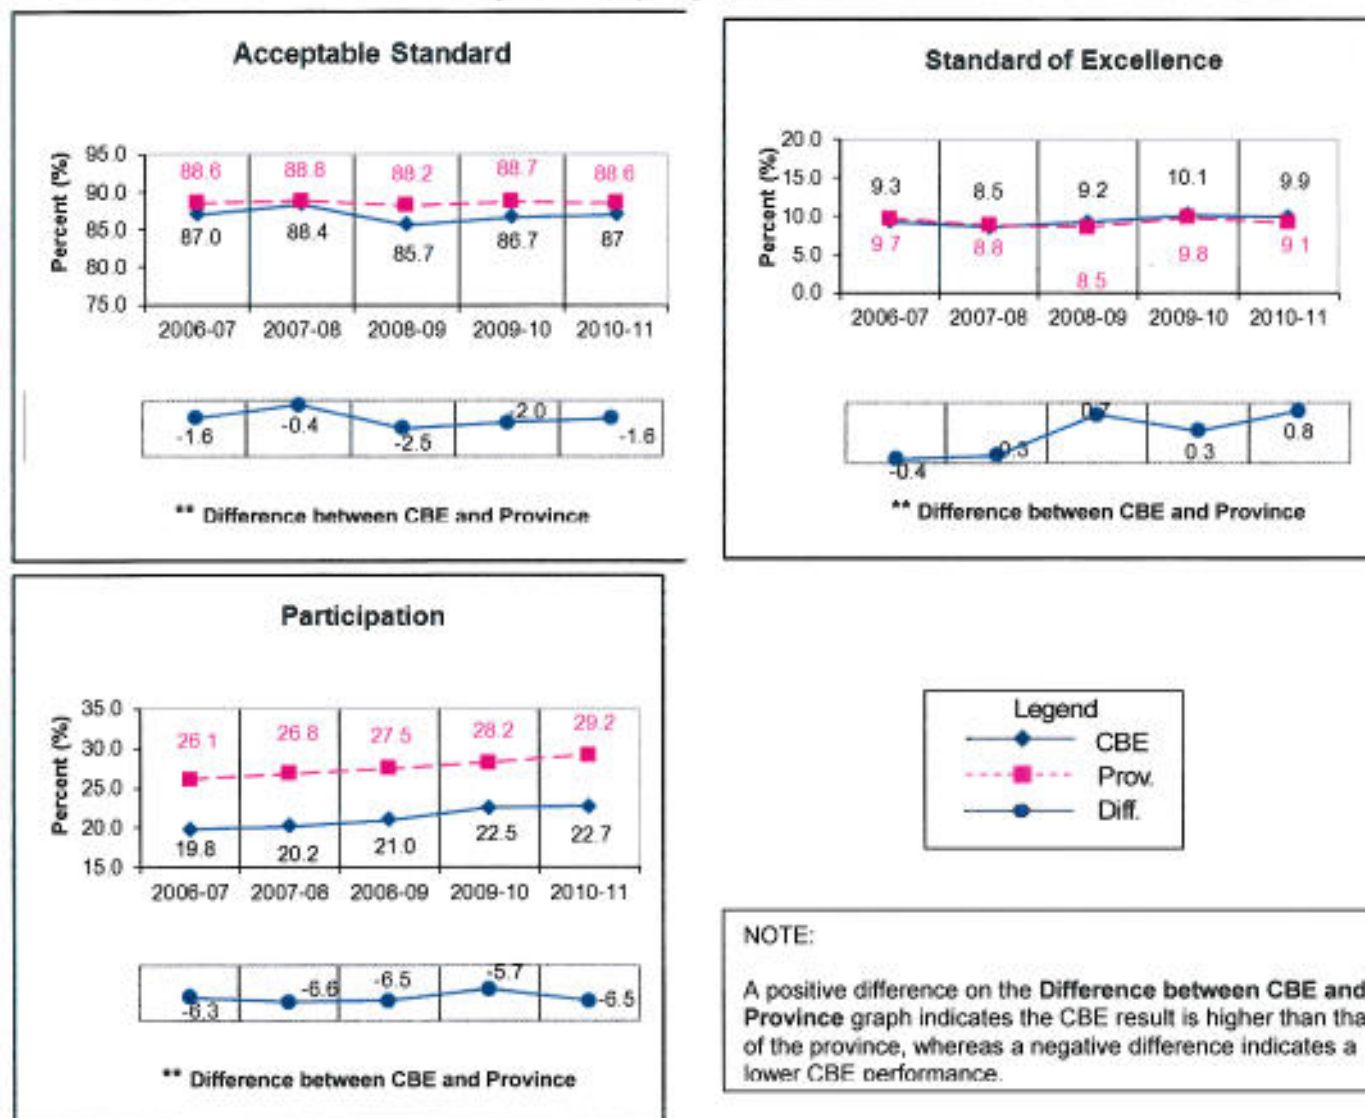 Acceptable Standard
Percent (%)
95.0
90.0
85.0
80.0
75.0
88.6 88.8 88.2 88.7 88.6
87.0 88.4 85.7 86.7 87
2006-07 2007-08 2008-09 2009-10 2010-11
-1.6 -0.4 -2.5 -2.0 -1.6
** Difference between CBE and Province
Standard of Excellence
Percent (%)
20.0
15.0
10.0
5.0
0.0
9.3 8.5 9.2 10.1 9.9
9.7 8.8 8.5 9.8 9.1
2006-07 2007-08 2008-09 2009-10 2010-11
-0.4 -0.3 0.7 0.3 0.8
** Difference between CBE and Province
Participation
Percent (%)
35.0
30.0
25.0
20.0
15.0
26.1 26.8 27.5 28.2 29.2
19.8 20.2 21.0 22.5 22.7
2006-07 2007-08 2008-09 2009-10 2010-11
-6.3 -6.6 -6.5 -5.7 -6.5
** Difference between CBE and Province
Legend
CBE
Prov.
Diff.
NOTE:
A positive difference on the Difference between CBE and
Province graph indicates the CBE result is higher than tha
of the province, whereas a negative difference indicates a
lower CBE performance.